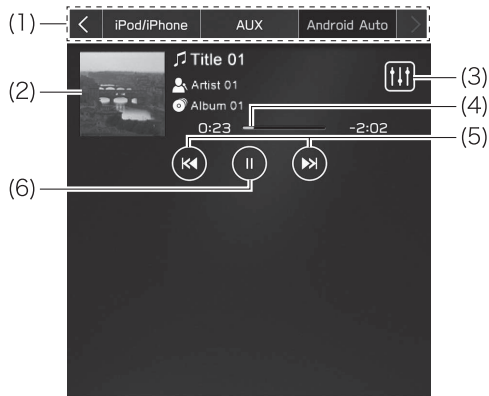 (1) iPod/iPhone AUX Android Auto
(2) Title 01 (3)
Artist 01
Album 01 (4)
0:23 -2:02 (5)
(6)